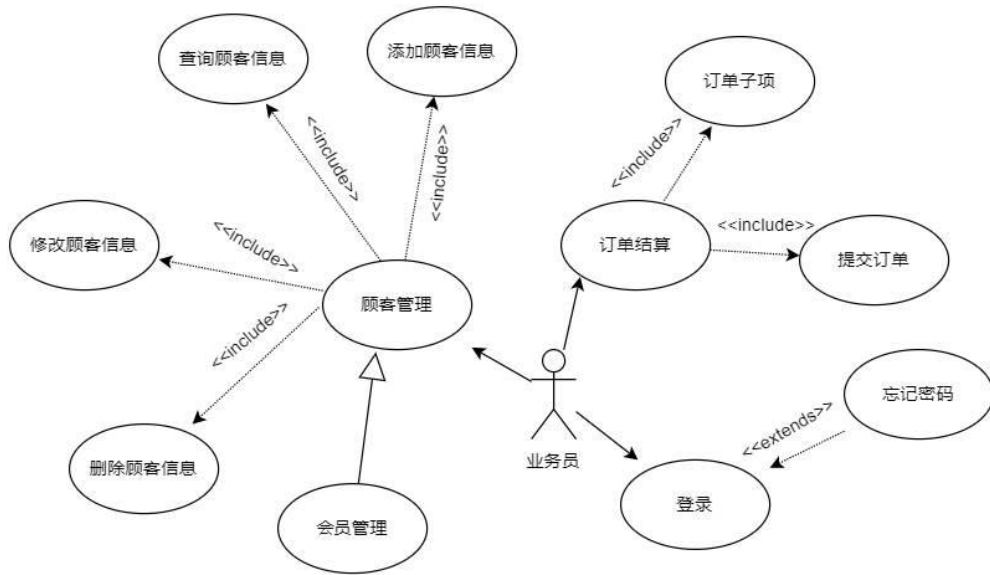 查询顾客信息
添加顾客信息
订单子项
<<include>>
<<include>>
<<include>>
修改顾客信息
<<include>>
订单结算
<<include>>
提交订单
顾客管理
<<include>>
忘记密码
<<extends>>
业务员
删除顾客信息
登录
会员管理